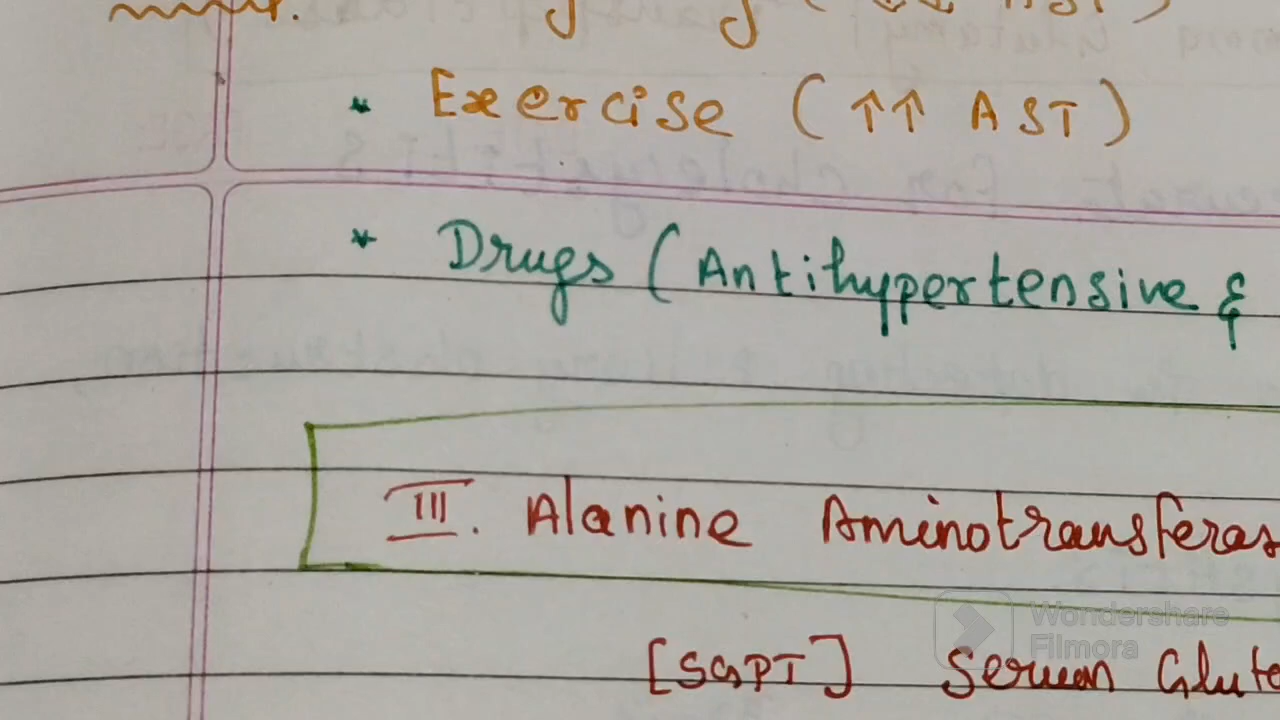 * Exercise ( ↑↑ AST )
* Drugs ( Antihypertensive &
III. Alanine Aminotransferas
[SGPT] Serum Glute
Wondershare
Filmora